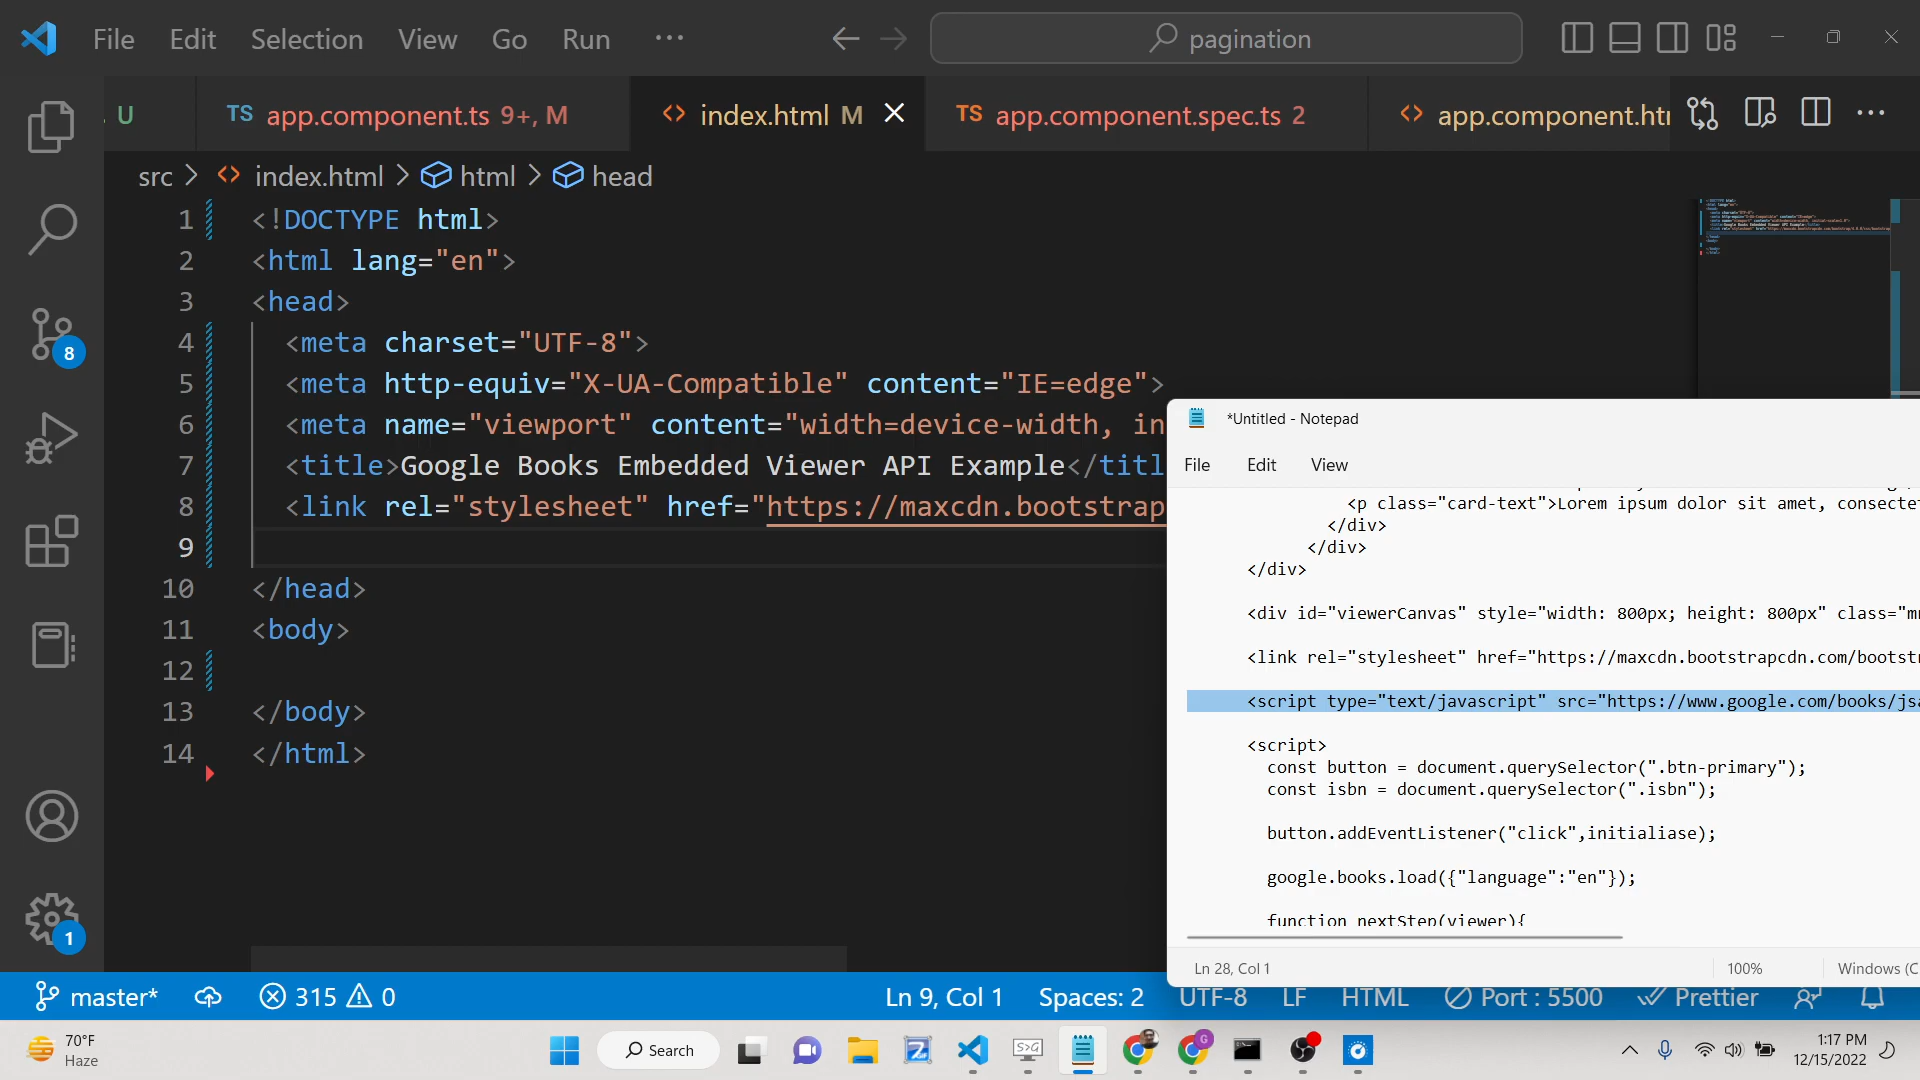 File Edit Selection View Go Run ··· pagination
U TS app.component.ts 9+, M <> index.html M TS app.component.spec.ts 2 <> app.component.htm ···
src > <> index.html > html > head
1 <!DOCTYPE html>
2 <html lang="en">
3 <head>
4 <meta charset="UTF-8">
5 <meta http-equiv="X-UA-Compatible" content="IE=edge">
6 <meta name="viewport" content="width=device-width, in
7 <title>Google Books Embedded Viewer API Example</titl
8 <link rel="stylesheet" href="https://maxcdn.bootstrap
9
10 </head>
11 <body>
12
13 </body>
14 </html>
8
1
*Untitled - Notepad
File Edit View
<p class="card-text">Lorem ipsum dolor sit amet, consectet
</div>
</div>
</div>
<div id="viewerCanvas" style="width: 800px; height: 800px" class="m
<link rel="stylesheet" href="https://maxcdn.bootstrapcdn.com/bootst
<script type="text/javascript" src="https://www.google.com/books/jsa
<script>
const button = document.querySelector(".btn-primary");
const isbn = document.querySelector(".isbn");
button.addEventListener("click",initialiase);
google.books.load({"language":"en"});
function nextStep(viewer){
Ln 28, Col 1 100% Windows (C
master* 315 0 Ln 9, Col 1 Spaces: 2 UTF-8 LF HTML Port : 5500 Prettier
70°F
Haze
Search
1:17 PM
12/15/2022